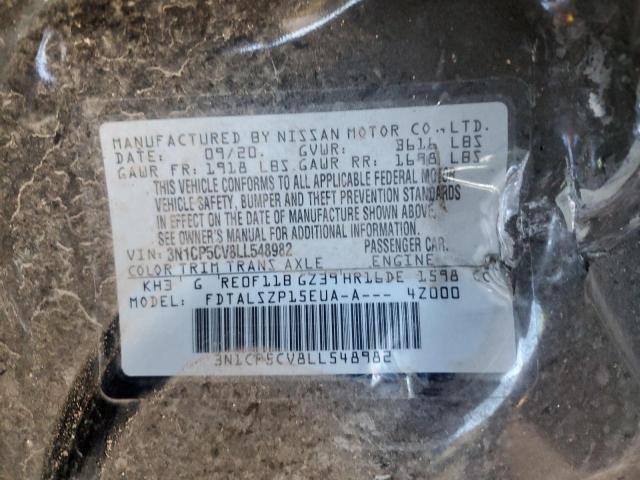 MANUFACTURED BY NISSAN MOTOR CO.,LTD.
DATE: 09/20. GVWR: 3616 LBS
GAWR FR: 1918 LBS GAWR RR: 1698 LBS
THIS VEHICLE CONFORMS TO ALL APPLICABLE FEDERAL MOTOR
VEHICLE SAFETY, BUMPER AND THEFT PREVENTION STANDARDS
IN EFFECT ON THE DATE OF MANUFACTURE SHOWN ABOVE.
SEE OWNER'S MANUAL FOR ADDITIONAL INFORMATION.
VIN: 3N1CP5CV8LL548982 PASSENGER CAR.
COLOR TRIM TRANS AXLE ENGINE
KH3 G RE0F11B GZ39 HR16DE 1598 CC
MODEL: FDTALSZP15EUA-A--- 4Z000
3N1CP5CV8LL548982